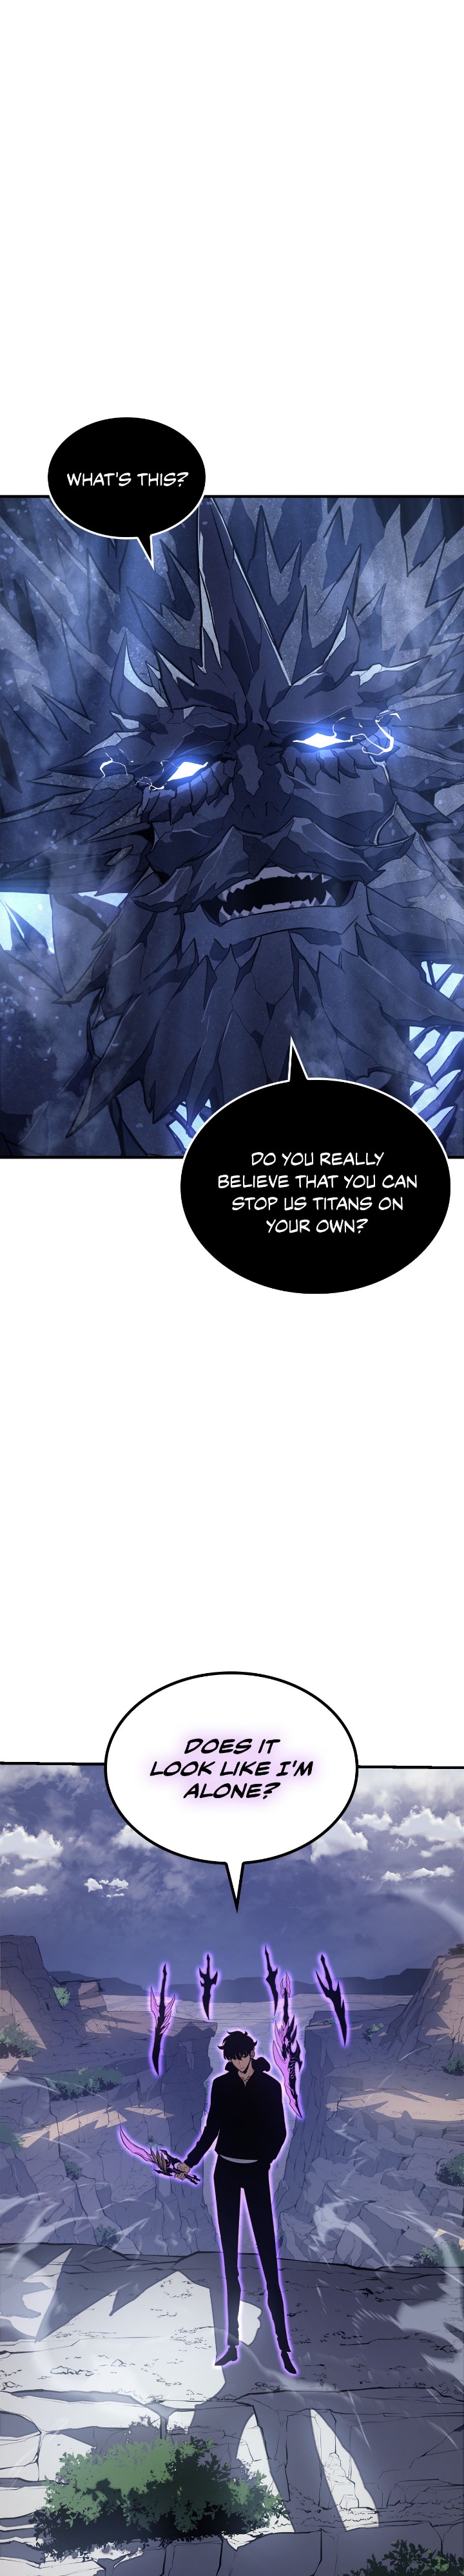 WHAT'S THIS?
DO YOU REALLY
BELIEVE THAT YOU CAN
STOP US TITANS ON
YOUR OWN?
DOES IT
LOOK LIKE I'M
ALONE?